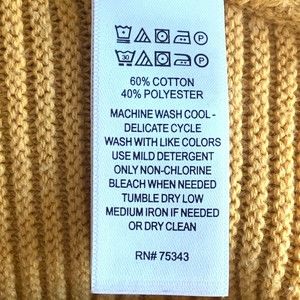 60% COTTON
40% POLYESTER
MACHINE WASH COOL -
DELICATE CYCLE
WASH WITH LIKE COLORS
USE MILD DETERGENT
ONLY NON-CHLORINE
BLEACH WHEN NEEDED
TUMBLE DRY LOW
MEDIUM IRON IF NEEDED
OR DRY CLEAN
RN# 75343